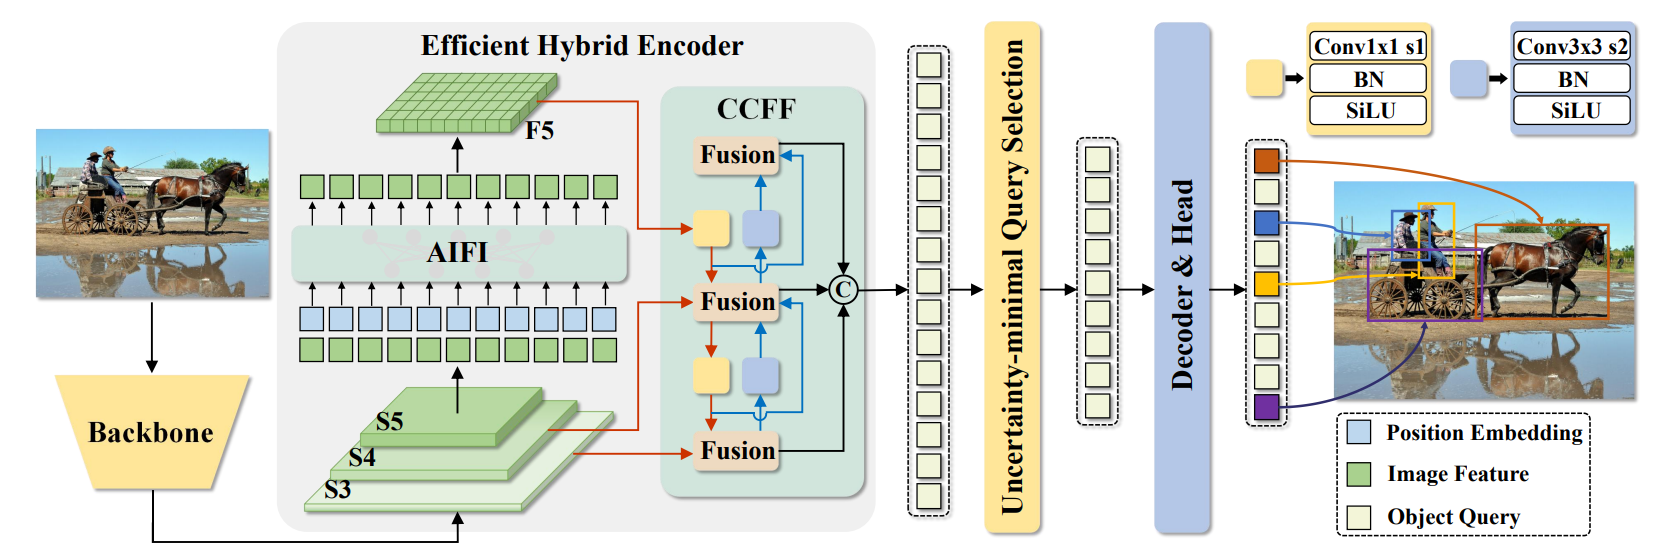 Efficient Hybrid Encoder
F5
AIFI
S5
S4
S3
Backbone
CCFF
Fusion
Fusion
Fusion
C
Uncertainty-minimal Query Selection
Decoder & Head
Conv1x1 s1
BN
SiLU
Conv3x3 s2
BN
SiLU
Position Embedding
Image Feature
Object Query